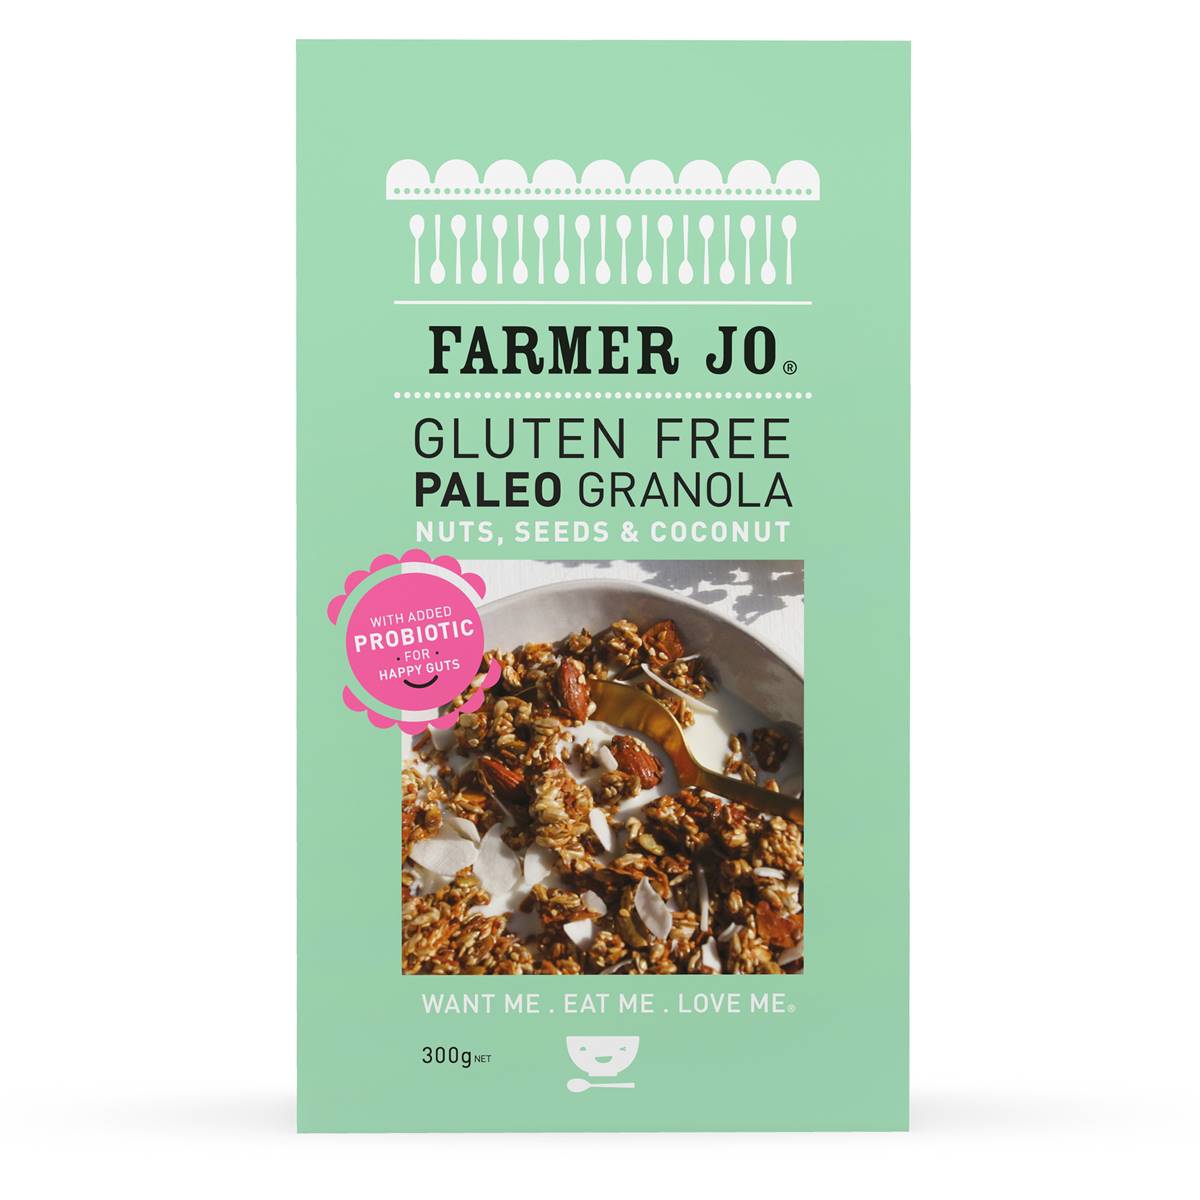 FARMER JO®
GLUTEN FREE
PALEO GRANOLA
NUTS, SEEDS & COCONUT
WITH ADDED
PROBIOTIC
· FOR ·
HAPPY GUTS
WANT ME . EAT ME . LOVE ME®
300g NET